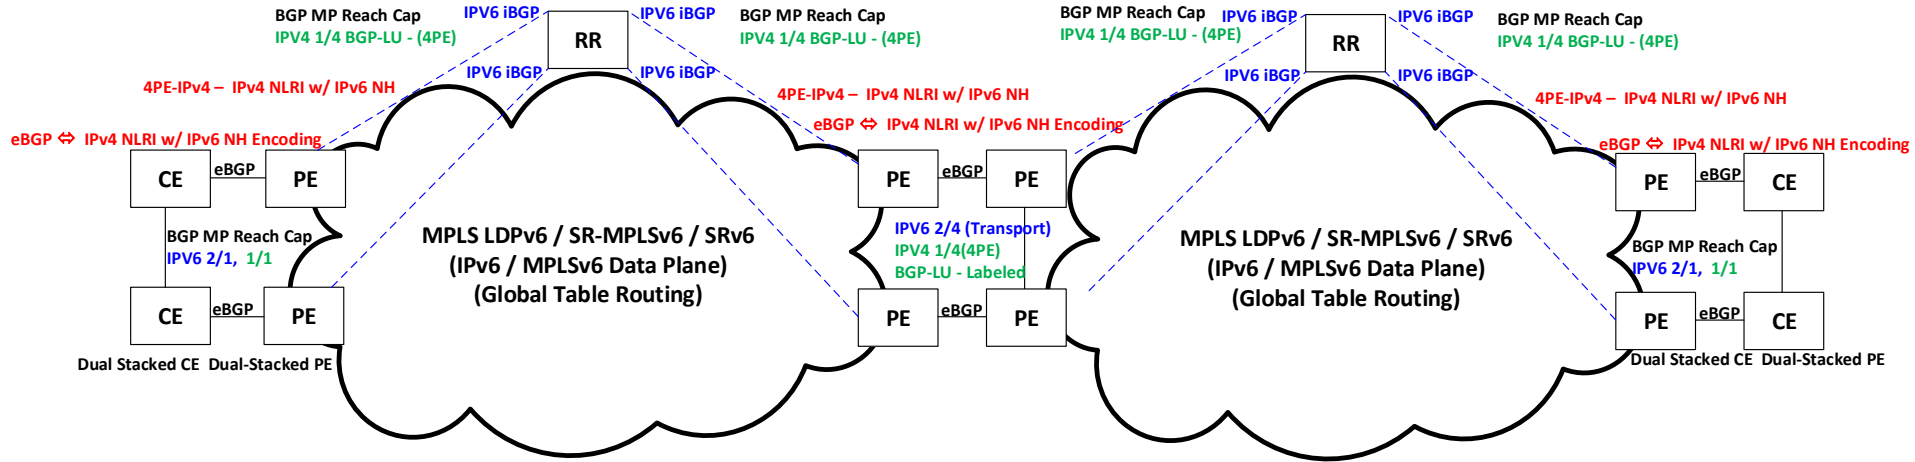 BGP MP Reach Cap
IPV4 1/4 BGP-LU - (4PE)
IPV6 iBGP
RR
IPV6 iBGP
BGP MP Reach Cap
IPV4 1/4 BGP-LU - (4PE)
IPV6 iBGP
IPV6 iBGP
4PE-IPv4 – IPv4 NLRI w/ IPv6 NH
4PE-IPv4 – IPv4 NLRI w/ IPv6 NH
eBGP ⇔ IPv4 NLRI w/ IPv6 NH Encoding
eBGP ⇔ IPv4 NLRI w/ IPv6 NH Encoding
CE
eBGP
PE
PE
eBGP
PE
BGP MP Reach Cap
IPV6 2/1, 1/1
MPLS LDPv6 / SR-MPLSv6 / SRv6
(IPv6 / MPLSv6 Data Plane)
(Global Table Routing)
IPV6 2/4 (Transport)
IPV4 1/4(4PE)
BGP-LU - Labeled
CE
eBGP
PE
PE
eBGP
PE
Dual Stacked CE Dual-Stacked PE
BGP MP Reach Cap
IPV4 1/4 BGP-LU - (4PE)
IPV6 iBGP
RR
IPV6 iBGP
BGP MP Reach Cap
IPV4 1/4 BGP-LU - (4PE)
IPV6 iBGP
IPV6 iBGP
4PE-IPv4 – IPv4 NLRI w/ IPv6 NH
eBGP ⇔ IPv4 NLRI w/ IPv6 NH Encoding
PE
eBGP
CE
MPLS LDPv6 / SR-MPLSv6 / SRv6
(IPv6 / MPLSv6 Data Plane)
(Global Table Routing)
BGP MP Reach Cap
IPV6 2/1, 1/1
PE
eBGP
CE
Dual Stacked CE Dual-Stacked PE